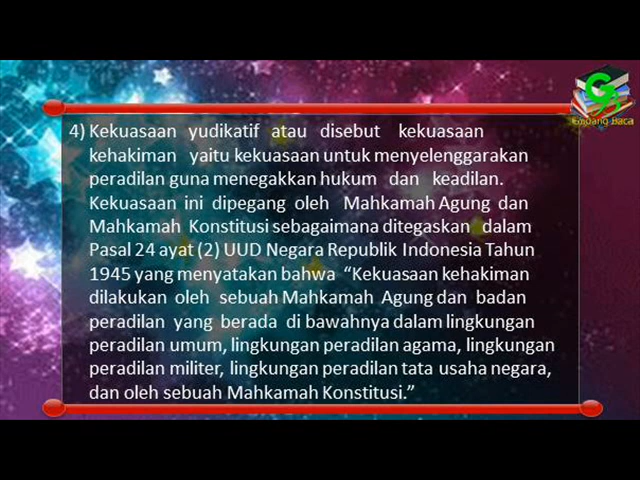 Gudang Baca
4) Kekuasaan yudikatif atau disebut kekuasaan
kehakiman yaitu kekuasaan untuk menyelenggarakan
peradilan guna menegakkan hukum dan keadilan.
Kekuasaan ini dipegang oleh Mahkamah Agung dan
Mahkamah Konstitusi sebagaimana ditegaskan dalam
Pasal 24 ayat (2) UUD Negara Republik Indonesia Tahun
1945 yang menyatakan bahwa “Kekuasaan kehakiman
dilakukan oleh sebuah Mahkamah Agung dan badan
peradilan yang berada di bawahnya dalam lingkungan
peradilan umum, lingkungan peradilan agama, lingkungan
peradilan militer, lingkungan peradilan tata usaha negara,
dan oleh sebuah Mahkamah Konstitusi.”